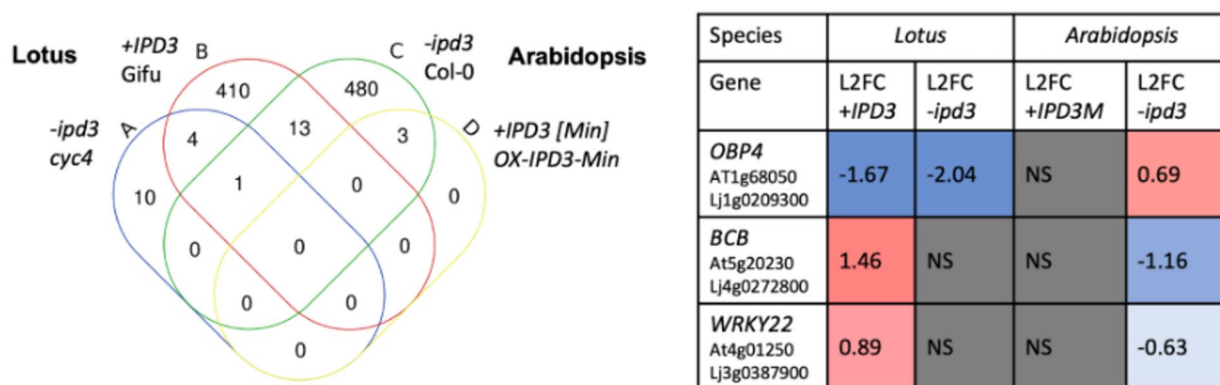 Lotus
+IPD3
Gifu
B
C
-ipd3
Col-0
Arabidopsis
-ipd3
cyc4
A
D
+IPD3 [Min]
OX-IPD3-Min
410
480
4
13
3
10
1
0
0
0
0
0
0
0
0
Species Lotus Arabidopsis
Gene L2FC L2FC L2FC L2FC
+IPD3 -ipd3 +IPD3M -ipd3
OBP4
AT1g68050
Lj1g0209300
-1.67 -2.04 NS 0.69
BCB
At5g20230
Lj4g0272800
1.46 NS NS -1.16
WRKY22
At4g01250
Lj3g0387900
0.89 NS NS -0.63